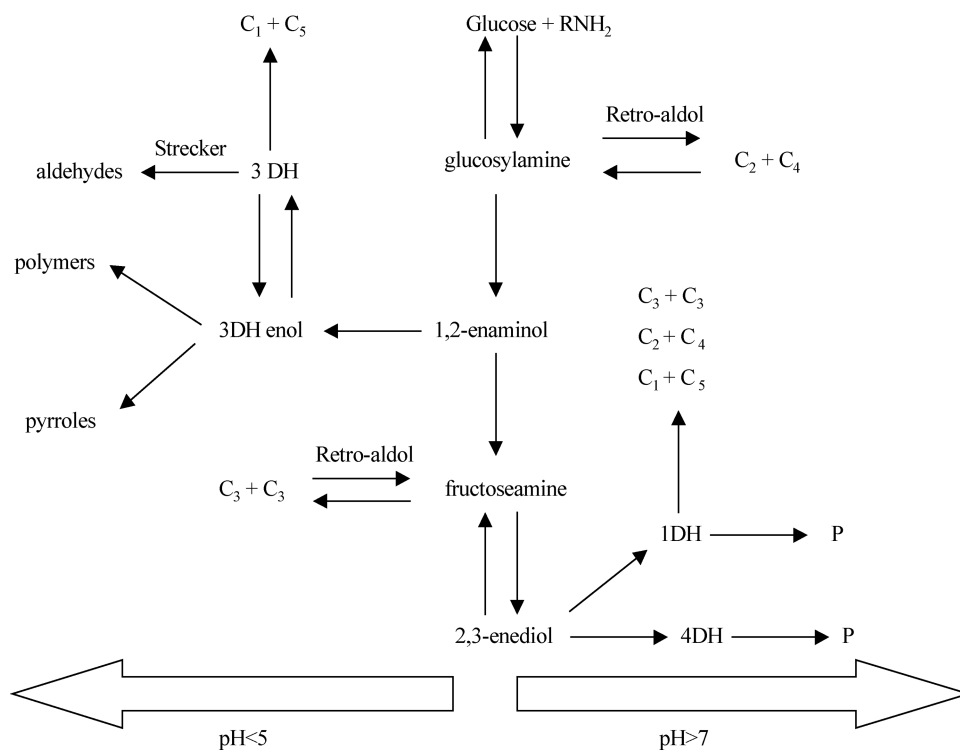 C₁ + C₅
Glucose + RNH₂
Retro-aldol
Strecker
aldehydes
3 DH
glucosylamine
C₂ + C₄
polymers
C₃ + C₃
3DH enol
1,2-enaminol
C₂ + C₄
C₁ + C₅
pyrroles
Retro-aldol
C₃ + C₃
fructoseamine
1DH
P
2,3-enediol
4DH
P
pH<5
pH>7